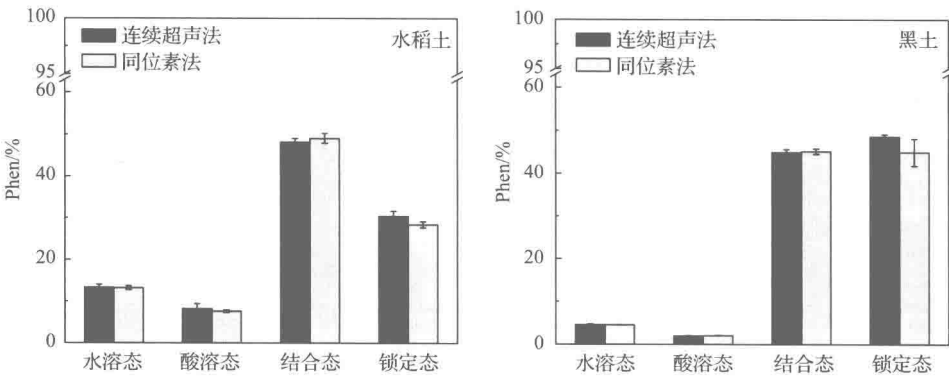 100
95
60
40
20
0
Phen/%
连续超声法
同位素法
水稻土
水溶态 酸溶态 结合态 锁定态
100
95
60
40
20
0
Phen/%
连续超声法
同位素法
黑土
水溶态 酸溶态 结合态 锁定态